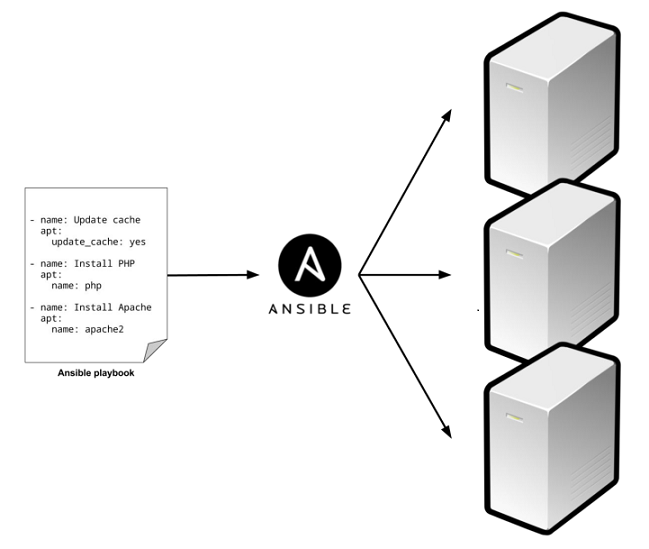 - name: Update cache
  apt:
    update_cache: yes
- name: Install PHP
  apt:
    name: php
- name: Install Apache
  apt:
    name: apache2
Ansible playbook
ANSIBLE